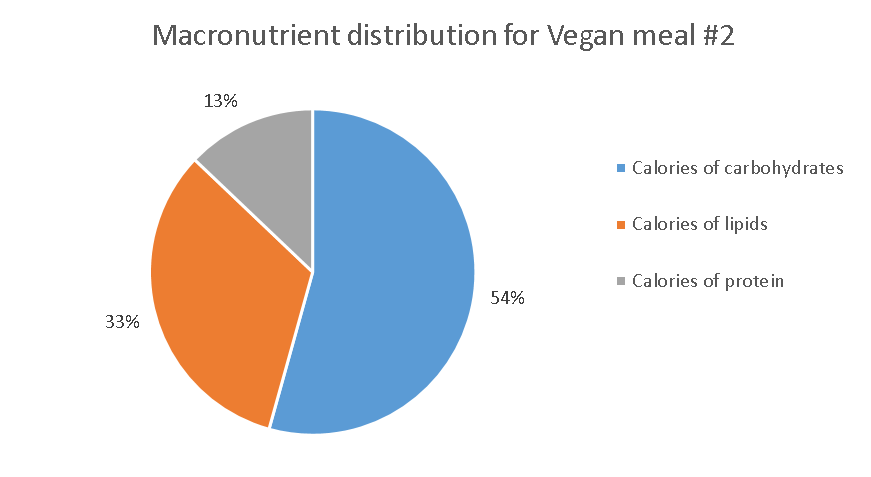 Macronutrient distribution for Vegan meal #2
13%
Calories of carbohydrates
Calories of lipids
Calories of protein
54%
33%